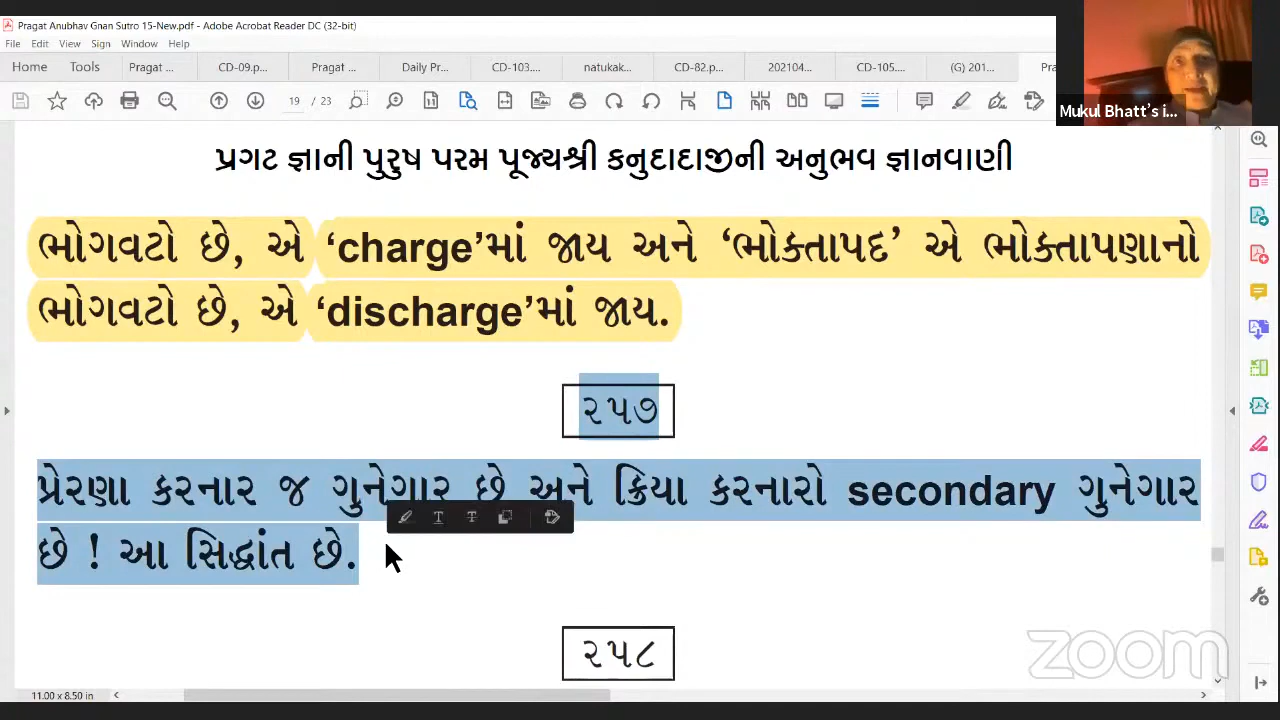 Pragat Anubhav Gnan Sutro 15-New.pdf - Adobe Acrobat Reader DC (32-bit)
File Edit View Sign Window Help
Home Tools Pragat ... CD-09.p... Pragat ... Daily Pr... CD-103.... natukak... CD-82.p... 202104... CD-105.... (G) 201... Pra
19 / 23
Mukul Bhatt's i...
પ્રગટ જ્ઞાની પુરુષ પરમ પૂજ્યશ્રી કનુદાદાજીની અનુભવ જ્ઞાનવાણી
ભોગવટો છે, એ ‘charge’માં જાય અને ‘ભોક્તાપદ’ એ ભોક્તાપણાનો
ભોગવટો છે, એ ‘discharge’માં જાય.
૨૫૭
પ્રેરણા કરનાર જ ગુનેગાર છે અને ક્રિયા કરનારો secondary ગુનેગાર
છે ! આ સિદ્ધાંત છે.
૨૫૮
zoom
11.00 x 8.50 in